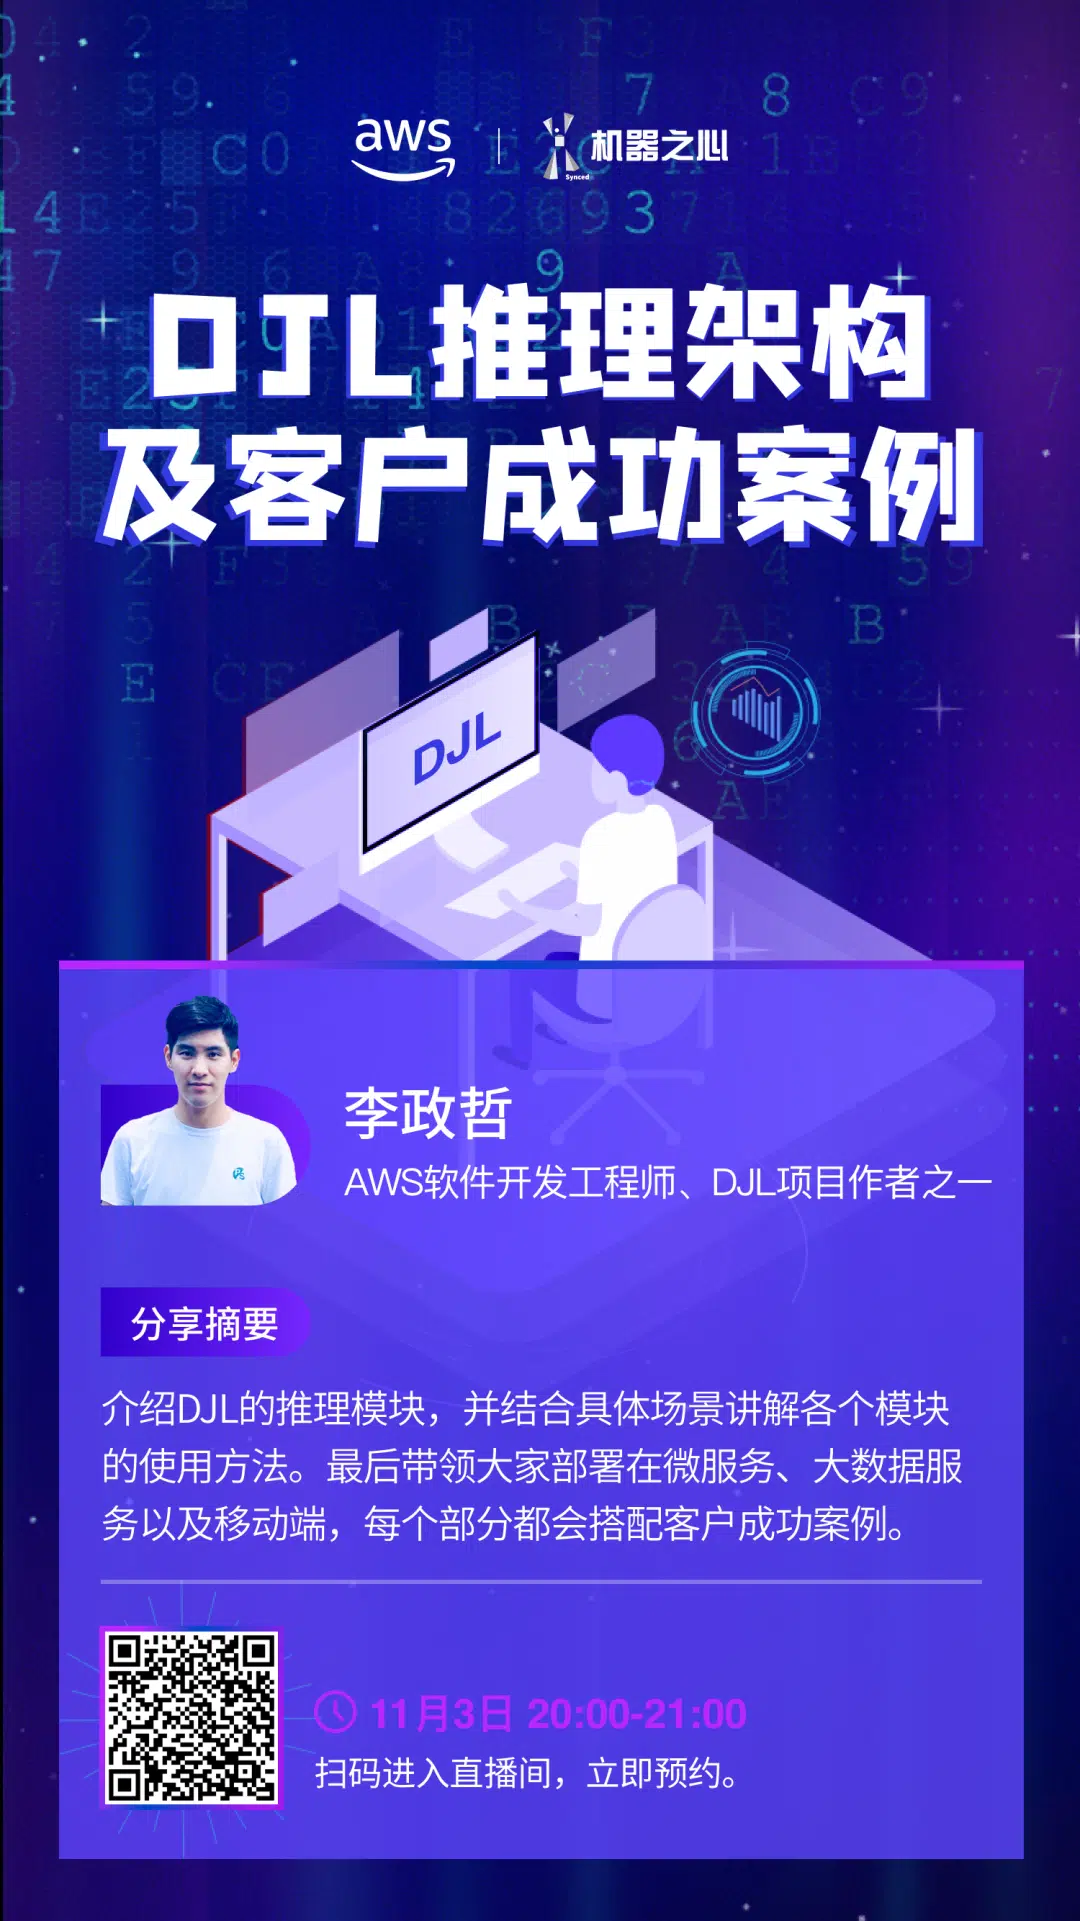 aws
机器之心
Synced
DJL推理架构
及客户成功案例
DJL
李政哲
AWS软件开发工程师、DJL项目作者之一
分享摘要
介绍DJL的推理模块，并结合具体场景讲解各个模块
的使用方法。最后带领大家部署在微服务、大数据服
务以及移动端，每个部分都会搭配客户成功案例。
11月3日 20:00-21:00
扫码进入直播间，立即预约。